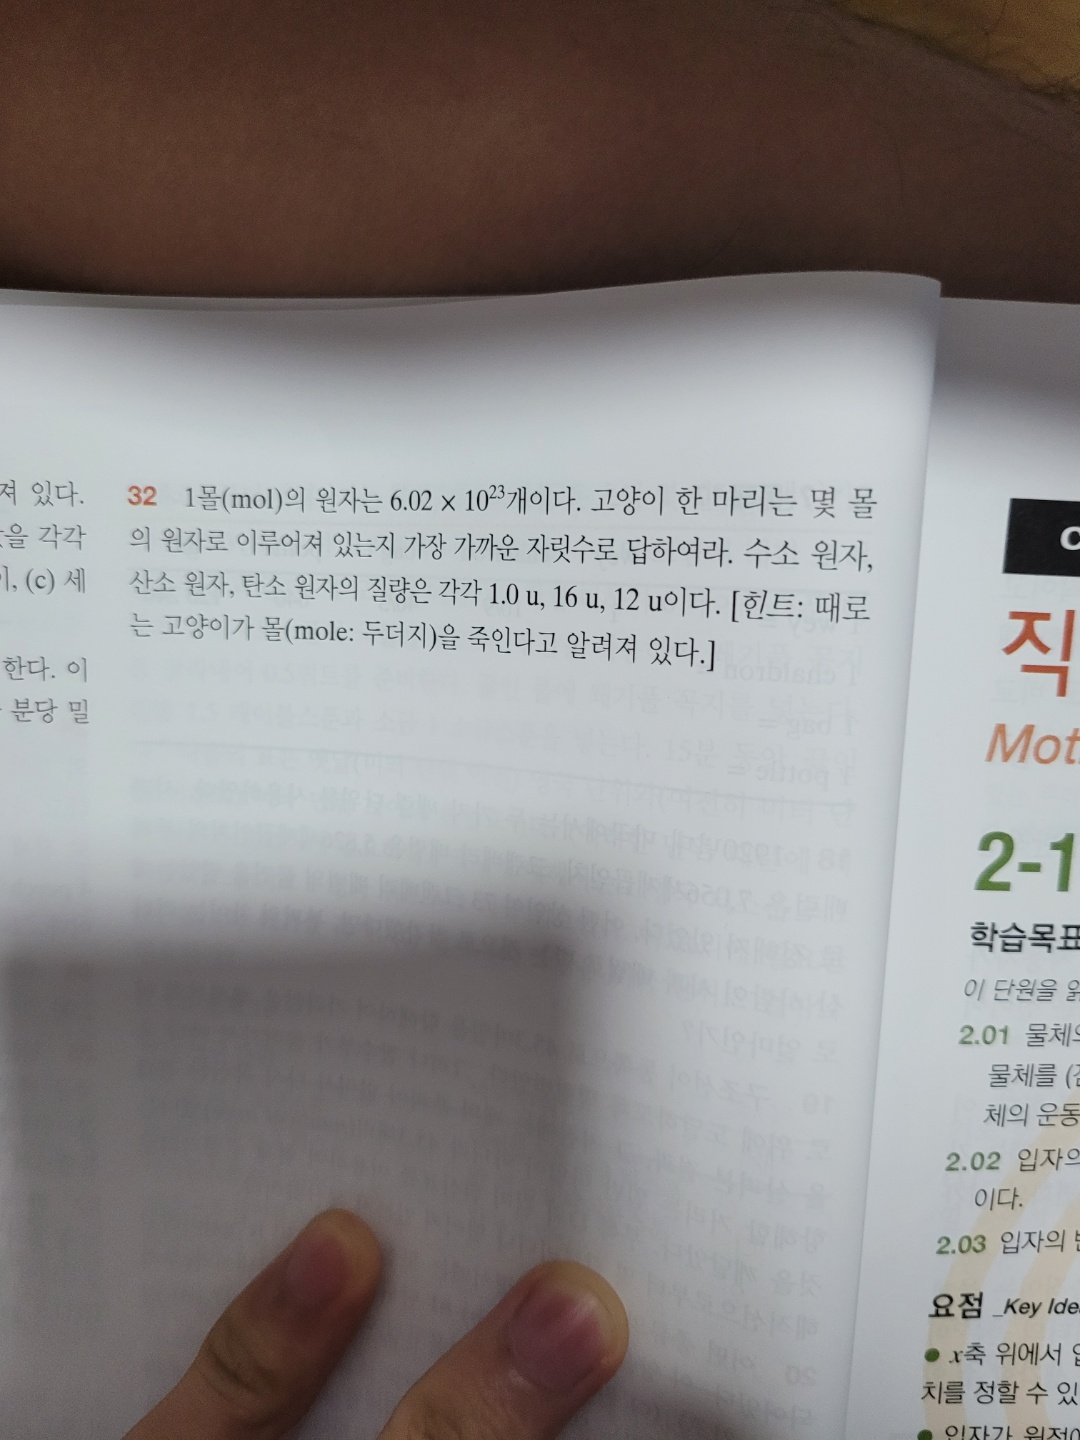 져 있다.
을 각각
이, (c) 세
한다. 이
분당 밀
32 1몰(mol)의 원자는 6.02 × 10²³개이다. 고양이 한 마리는 몇 몰
의 원자로 이루어져 있는지 가장 가까운 자릿수로 답하여라. 수소 원자,
산소 원자, 탄소 원자의 질량은 각각 1.0 u, 16 u, 12 u이다. [힌트: 때로
는 고양이가 몰(mole: 두더지)을 죽인다고 알려져 있다.]
직
Mot
2-1
학습목표
이 단원을
2.01 물체의
물체를
체의 운동
2.02 입자의
이다.
2.03 입자의
요점 _Key Ide
• x축 위에서
치를 정할 수 있